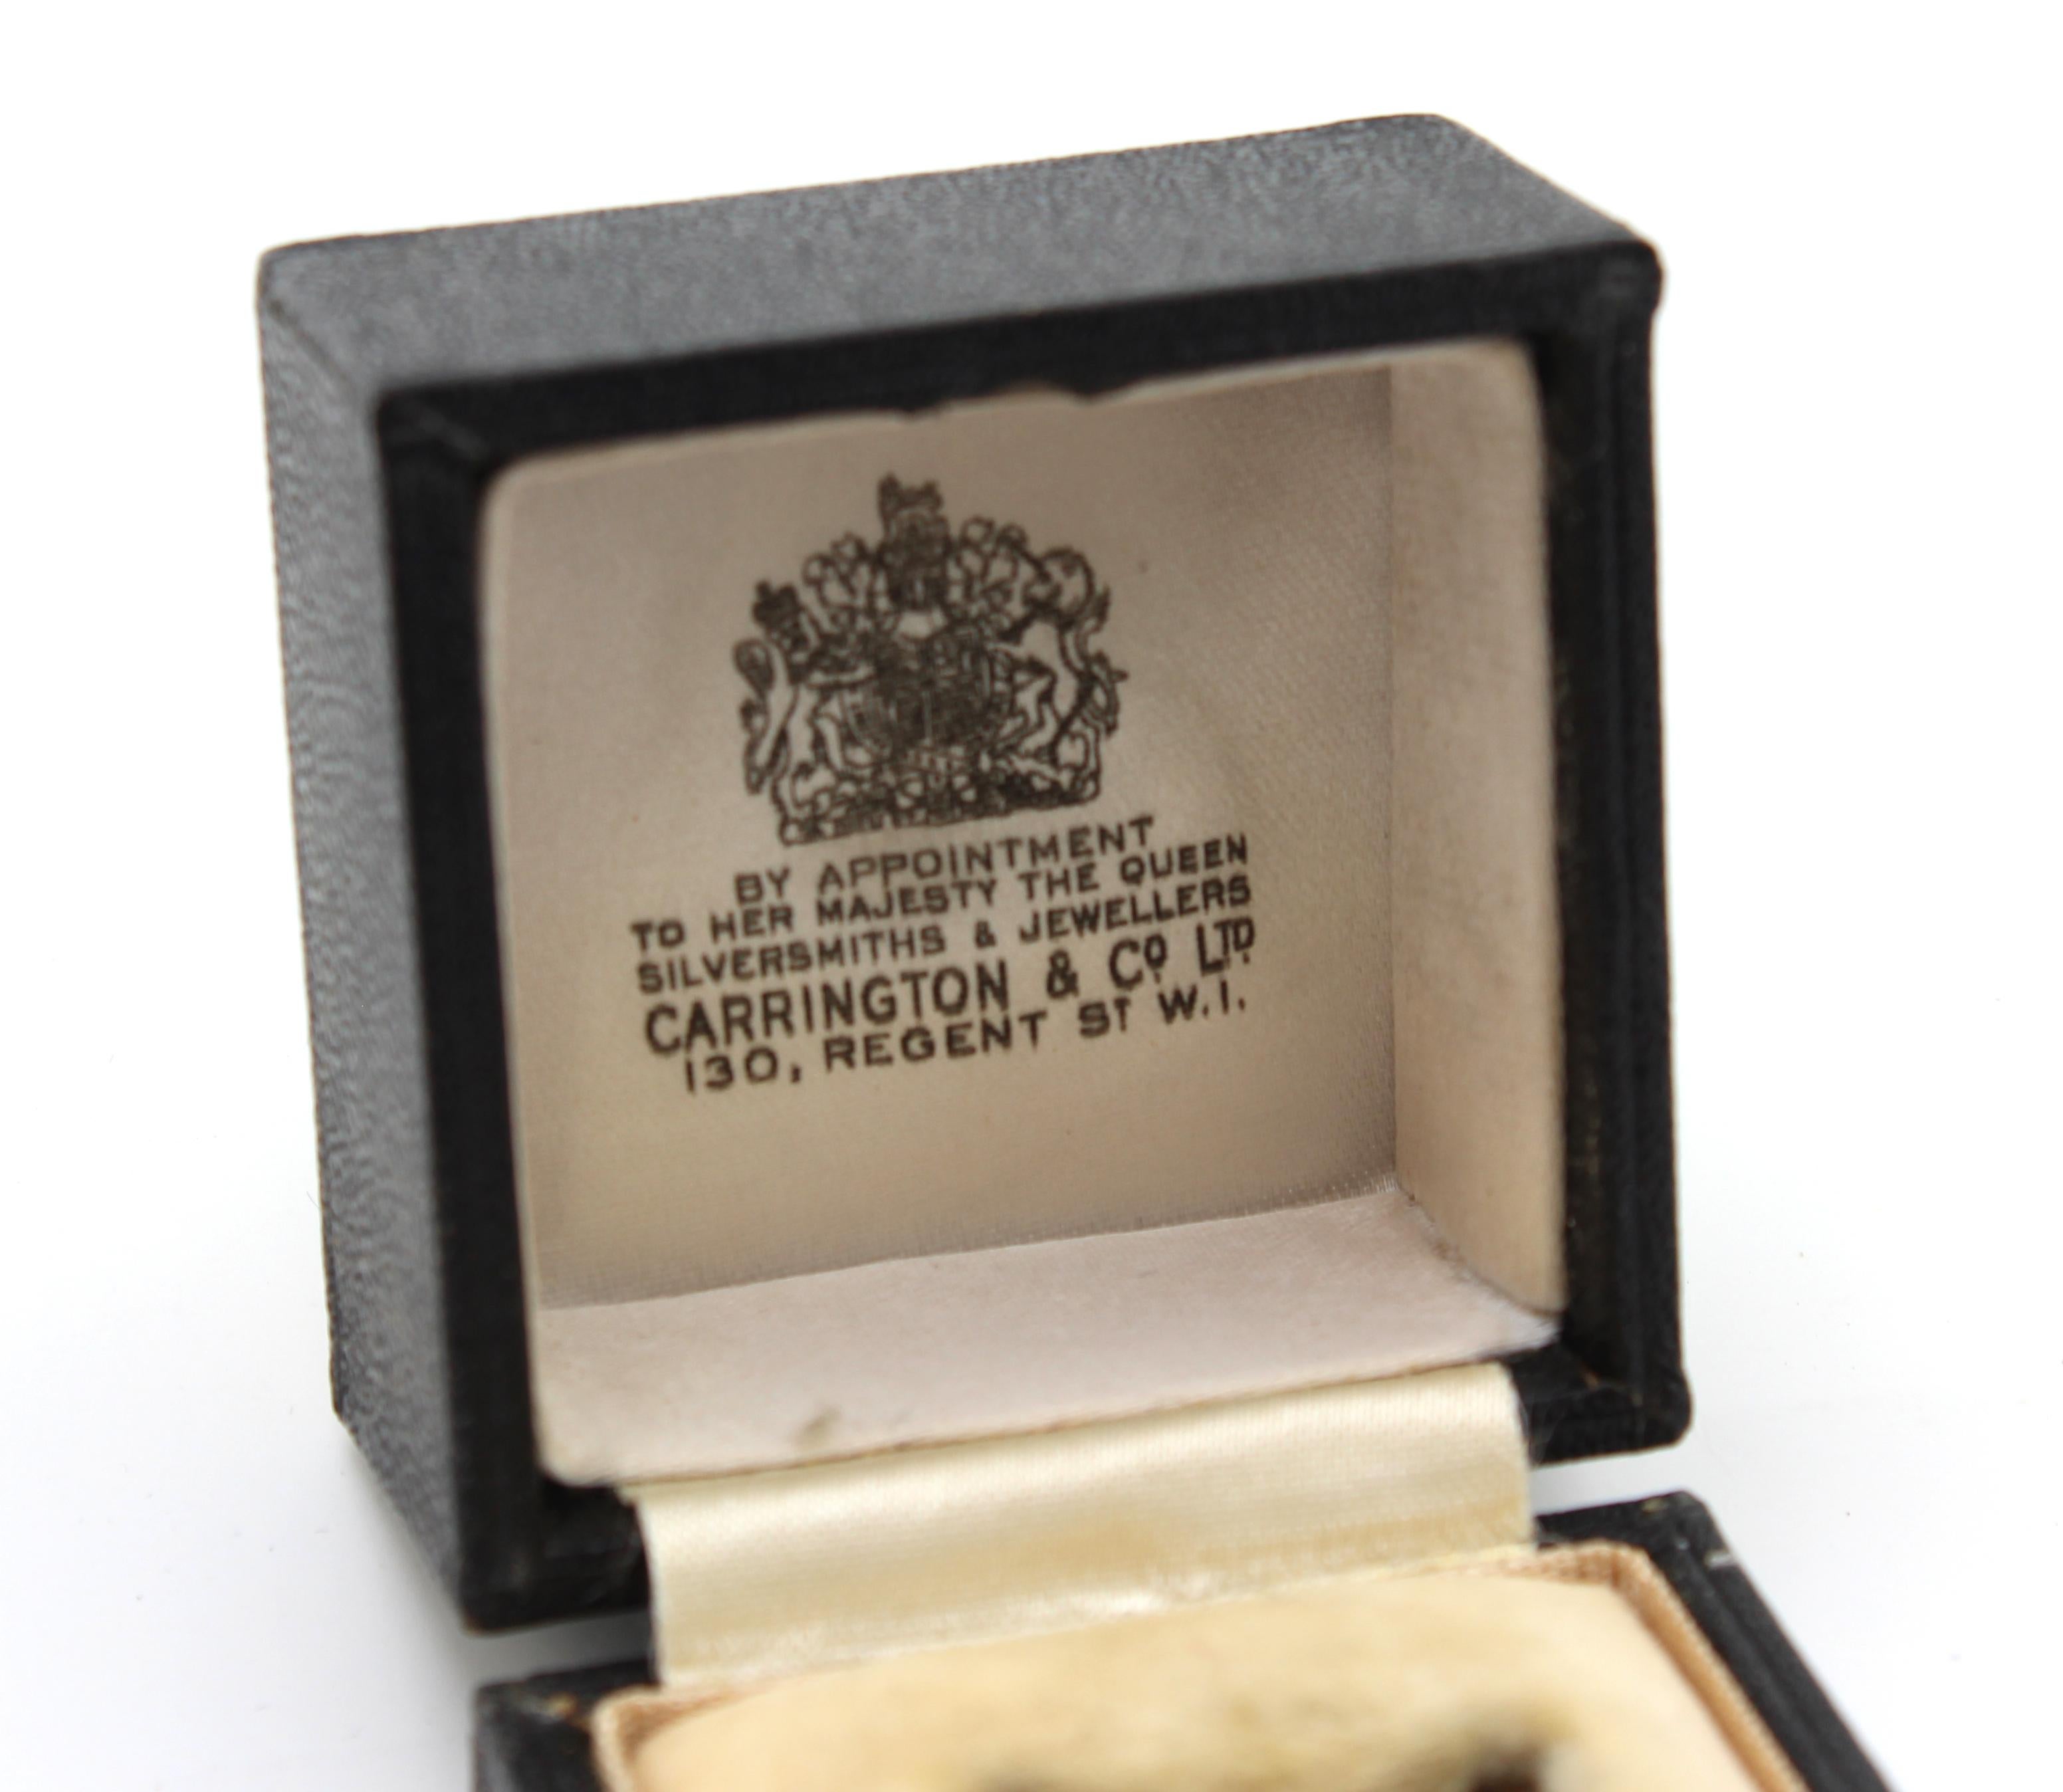 BY APPOINTMENT
TO HER MAJESTY THE QUEEN
SILVERSMITHS & JEWELLERS
CARRINGTON & Cº LTD
130, REGENT ST W.1.